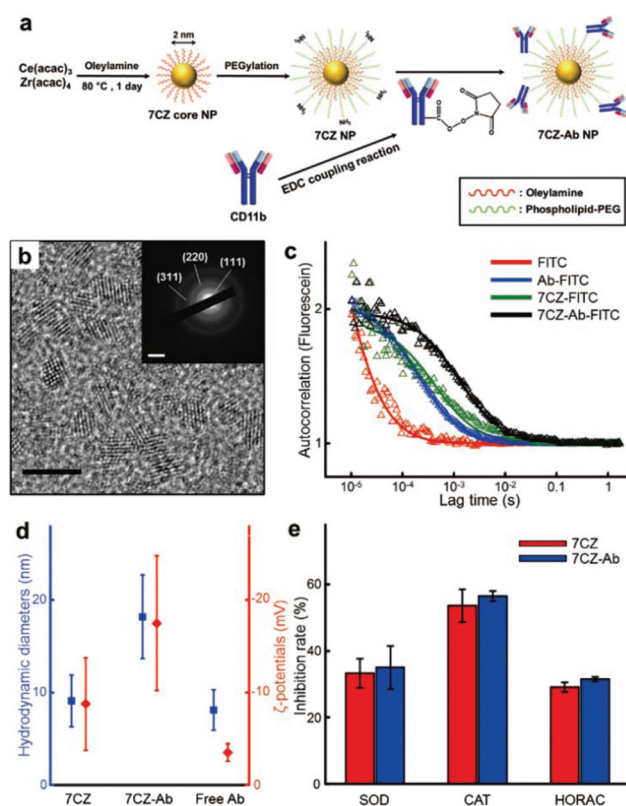 a
2 nm
Ce(acac)3
Zr(acac)4
Oleylamine
80 °C , 1 day
PEGylation
7CZ core NP
NH2
NH2
NH2
NH2
7CZ NP
7CZ-Ab NP
EDC coupling reaction
CD11b
: Oleylamine
: Phospholipid-PEG
b
(220)
(311)
(111)
c
FITC
Ab-FITC
7CZ-FITC
7CZ-Ab-FITC
Autocorrelation (Fluorescein)
2
1
10-5
10-4
10-3
10-2
0.1
1
Lag time (s)
d
Hydrodynamic diameters (nm)
20
10
0
-20
-10
0
ζ-potentials (mV)
7CZ
7CZ-Ab
Free Ab
e
7CZ
7CZ-Ab
Inhibition rate (%)
60
40
20
0
SOD
CAT
HORAC